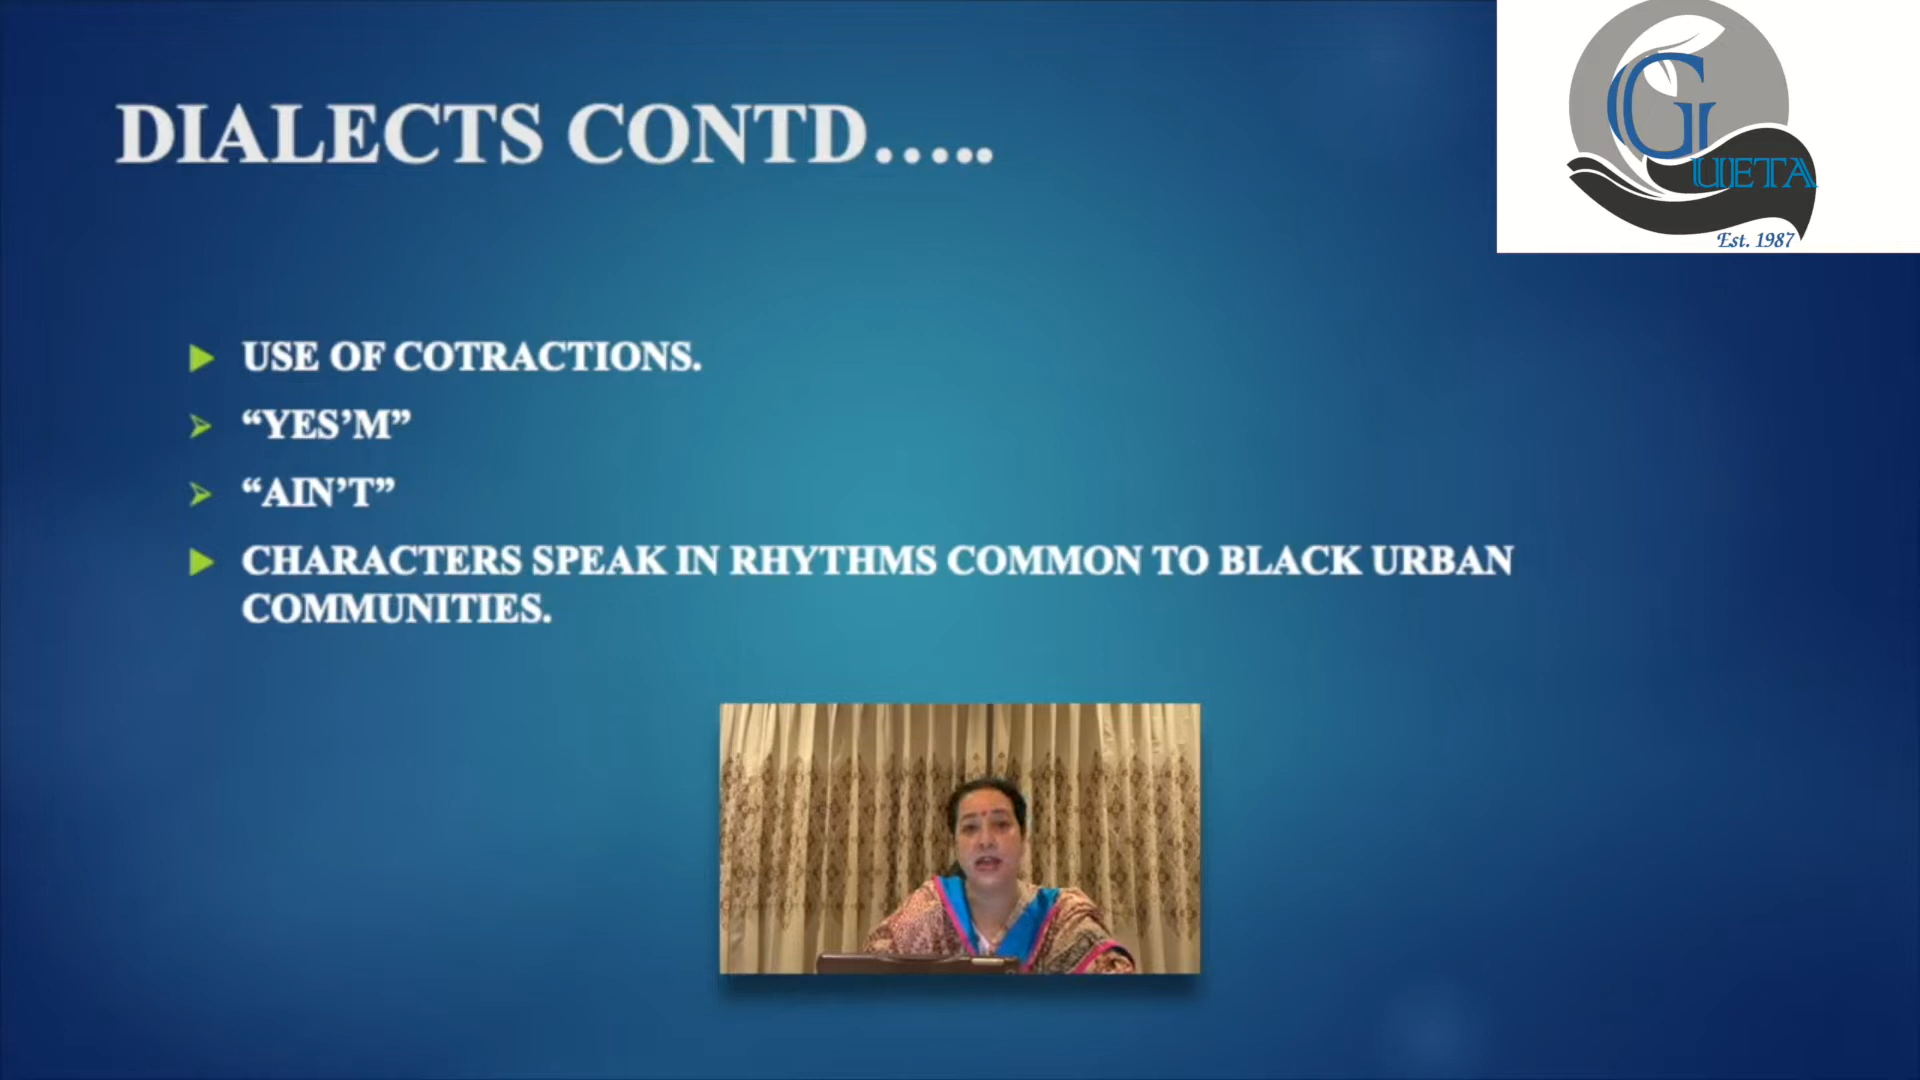 DIALECTS CONTD.....
USE OF COTRACTIONS.
“YES’M”
“AIN’T”
CHARACTERS SPEAK IN RHYTHMS COMMON TO BLACK URBAN
COMMUNITIES.
GUETA
Est. 1987